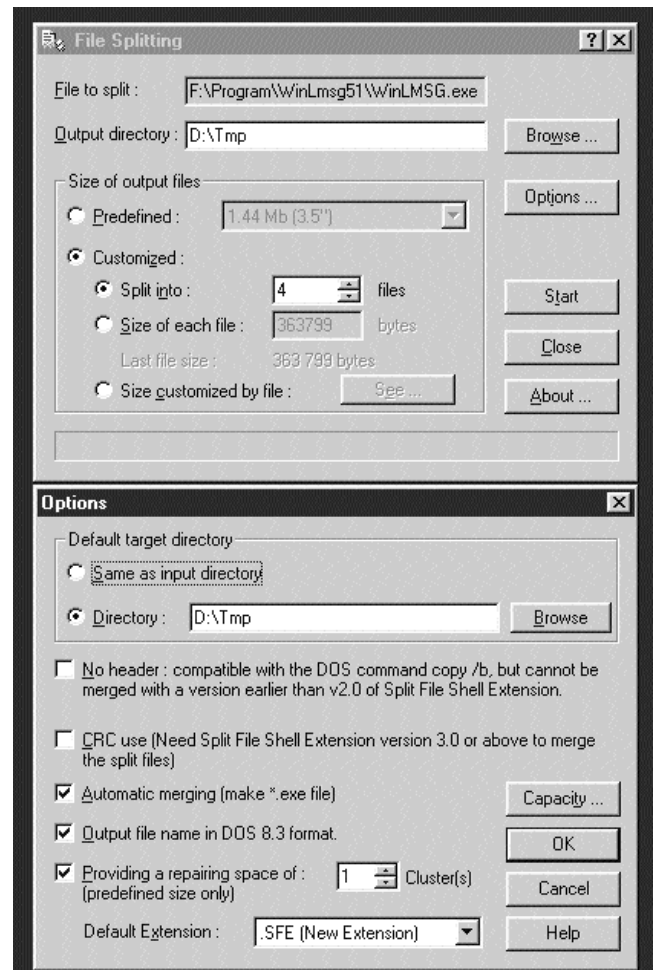 File Splitting
File to split :
F:\Program\WinLmsg51\WinLMSG.exe
Output directory :
D:\Tmp
Browse ...
Size of output files
Options ...
Predefined :
1.44 Mb (3.5")
Customized :
Split into :
4
files
Start
Size of each file :
363799
bytes
Close
Last file size :
363 799 bytes
Size customized by file :
See ...
About ...
Options
Default target directory
Same as input directory
Directory :
D:\Tmp
Browse
No header : compatible with the DOS command copy /b, but cannot be
merged with a version earlier than v2.0 of Split File Shell Extension.
CRC use (Need Split File Shell Extension version 3.0 or above to merge
the split files)
Automatic merging (make *.exe file)
Capacity ...
Output file name in DOS 8.3 format.
OK
Providing a repairing space of :
1
Cluster(s)
(predefined size only)
Cancel
Default Extension :
.SFE (New Extension)
Help